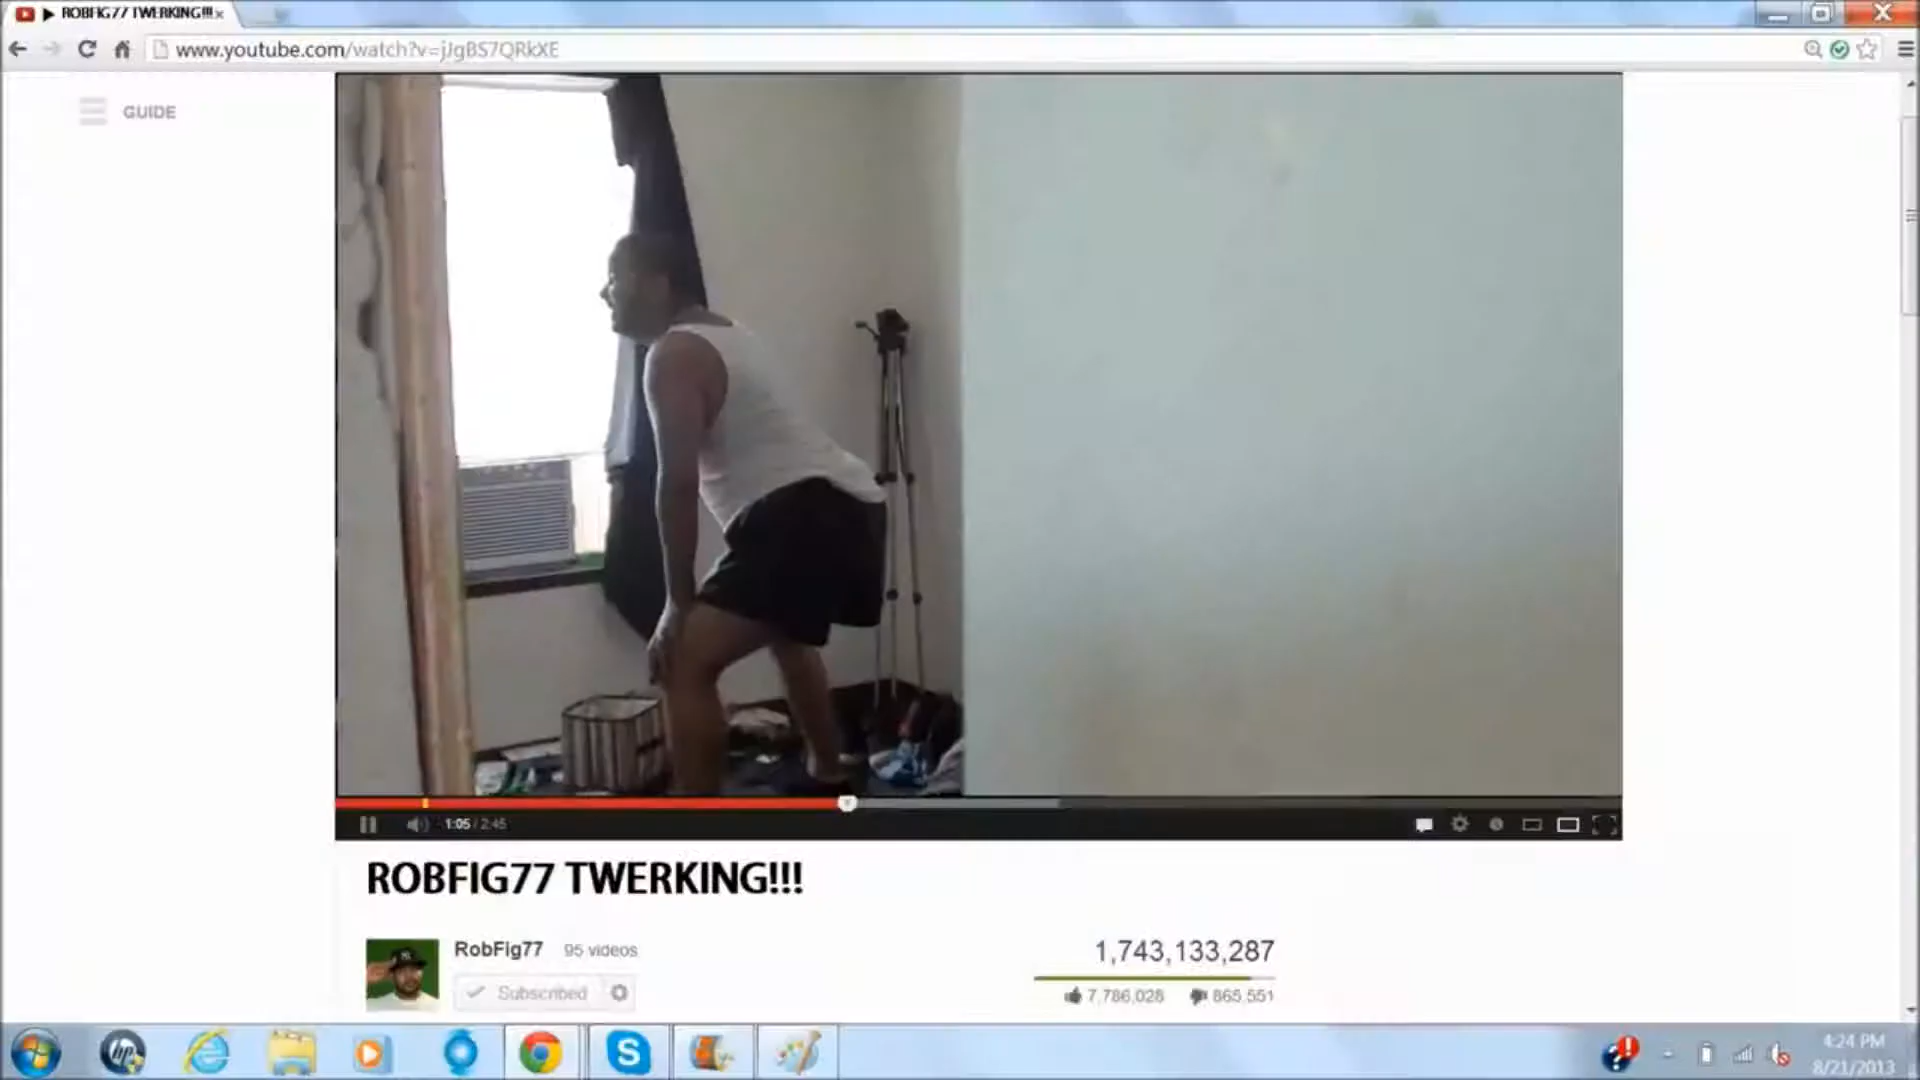 ROBFIG77 TWERKING!!!
www.youtube.com/watch?v=jJgBS7QRkXE
GUIDE
1:05 / 2:45
ROBFIG77 TWERKING!!!
RobFig77 95 videos
1,743,133,287
Subscribed
7,786,028 865,551
4:24 PM
8/21/2013